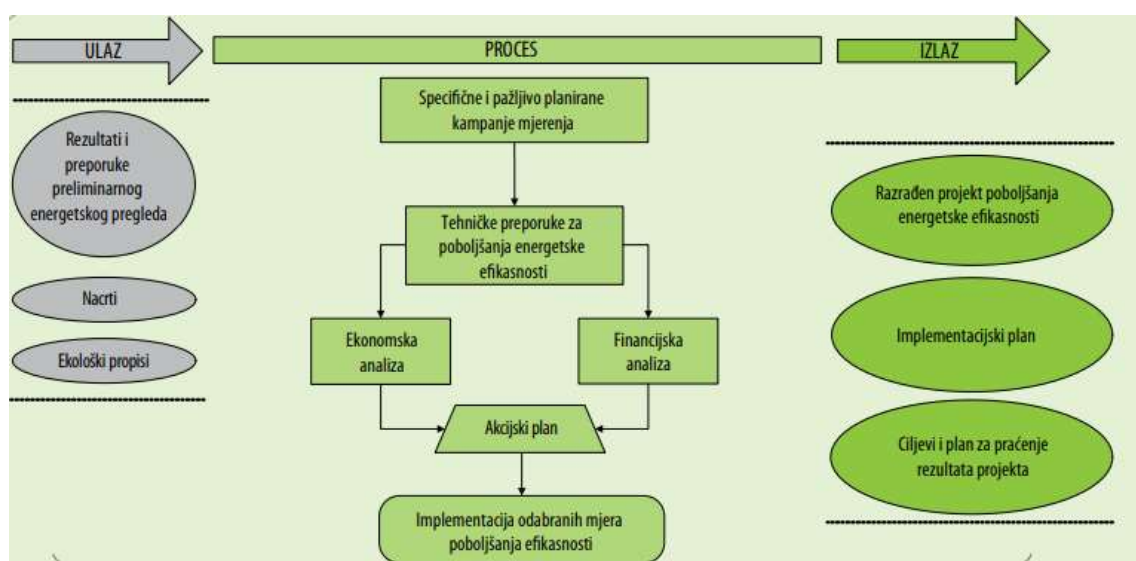 ULAZ
PROCES
IZLAZ
Rezultati i
preporuke
preliminarnog
energetskog pregleda
Nacrti
Ekološki propisi
Specifične i pažljivo planirane
kampanje mjerenja
Tehničke preporuke za
poboljšanja energetske
efikasnosti
Ekonomska
analiza
Financijska
analiza
Akcijski plan
Implementacija odabranih mjera
poboljšanja efikasnosti
Razrađen projekt poboljšanja
energetske efikasnosti
Implementacijski plan
Ciljevi i plan za praćenje
rezultata projekta